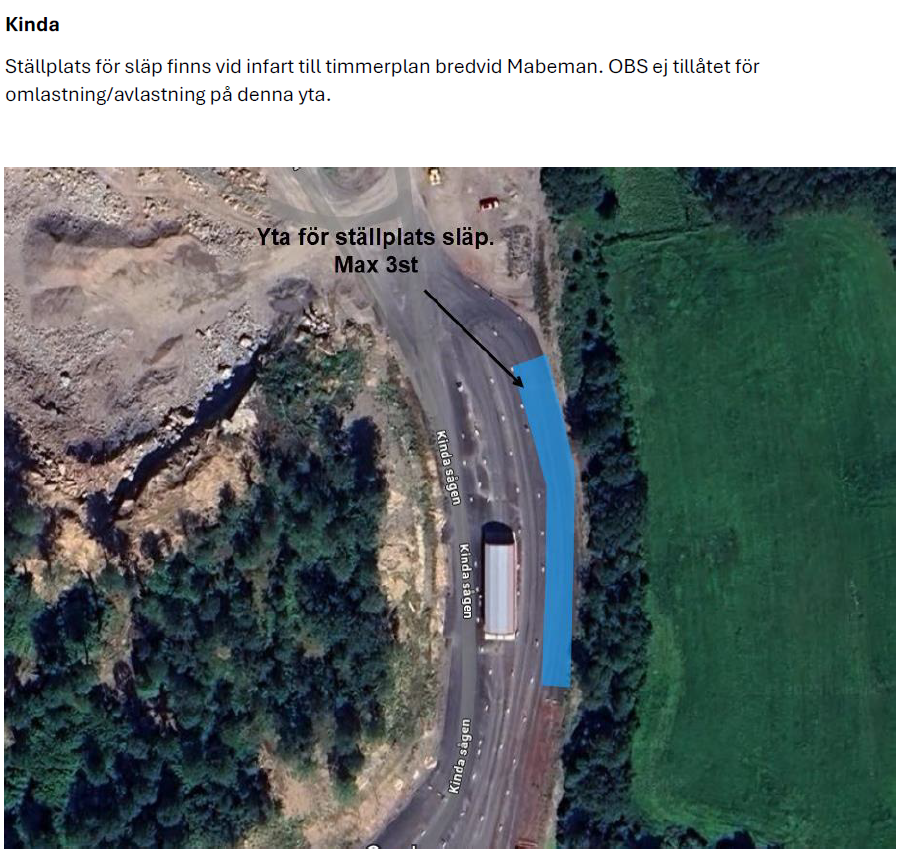 Kinda
Ställplats för släp finns vid infart till timmerplan bredvid Mabeman. OBS ej tillåtet för
omlastning/avlastning på denna yta.
Yta för ställplats släp.
Max 3st
Kinda sågen
Kinda sågen
Kinda sågen